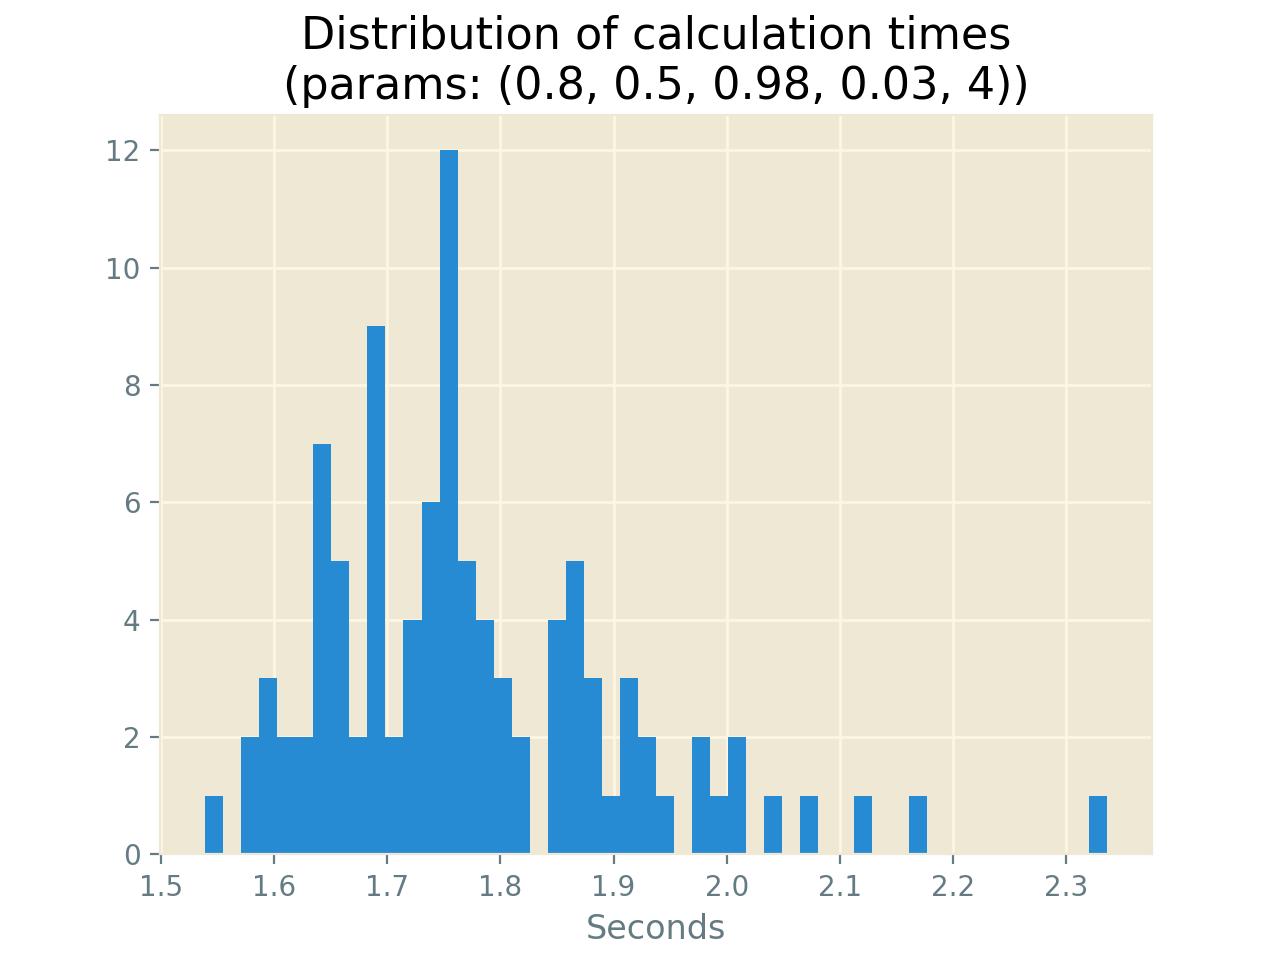 Distribution of calculation times
(params: (0.8, 0.5, 0.98, 0.03, 4))
12
10
8
6
4
2
0
1.5 1.6 1.7 1.8 1.9 2.0 2.1 2.2 2.3
Seconds